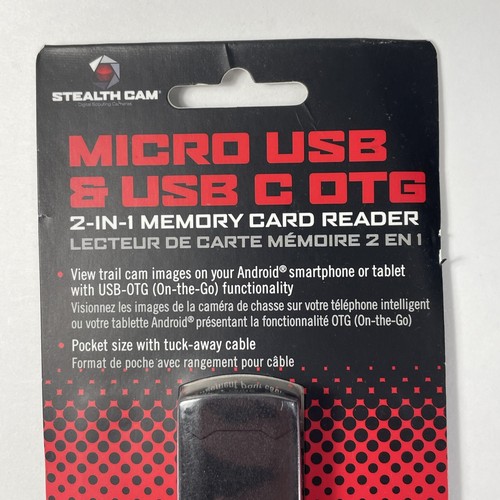 STEALTH CAM®
Digital Scouting Cameras
MICRO USB
& USB C OTG
2-IN-1 MEMORY CARD READER
LECTEUR DE CARTE MÉMOIRE 2 EN 1
• View trail cam images on your Android® smartphone or tablet
with USB-OTG (On-the-Go) functionality
Visionnez les images de la caméra de chasse sur votre téléphone intelligent
ou votre tablette Android® présentant la fonctionnalité OTG (On-the-Go)
• Pocket size with tuck-away cable
Format de poche avec rangement pour câble